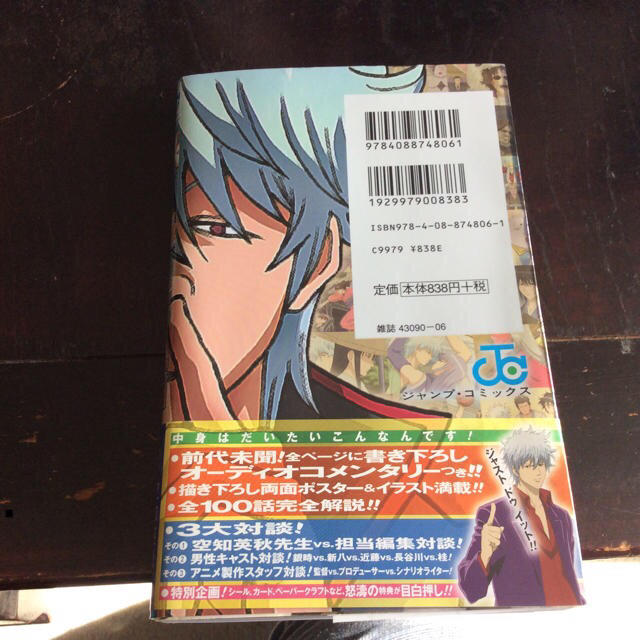 9784088748061
1929979008383
ISBN978-4-08-874806-1
C9979 ¥838E
定価 本体838円+税
雑誌 43090-06
ジャンプ・コミックス
中身はだいたいこんなんです!
●前代未聞!全ページに書き下ろし
オーディオコメンタリーつき!!
●描き下ろし両面ポスター&イラスト満載!!
●全100話完全解説!!
●3大対談!
その1 空知英秋先生vs.担当編集対談!
その2 男性キャスト対談!銀時vs.新八vs.近藤vs.長谷川vs.桂!
その3 アニメ製作スタッフ対談!監督vs.プロデューサーvs.シナリオライター!
●特別企画!シール、カード、ペーパークラフトなど、怒濤の特典が目白押し!!
ジャスト ドゥ イット!!